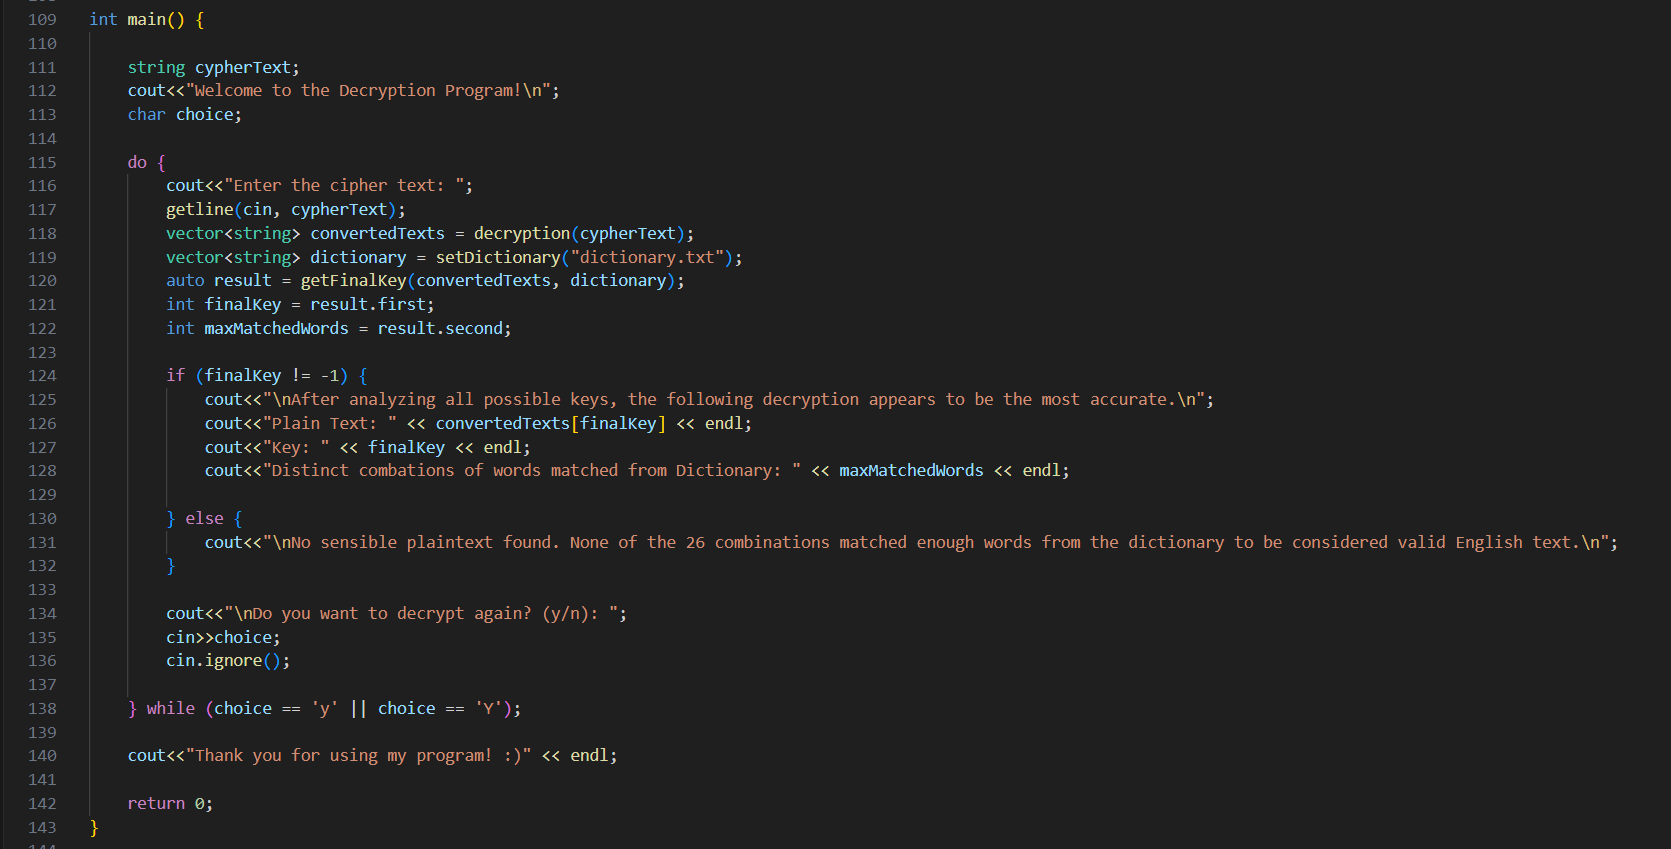 109 int main() {
110
111 string cypherText;
112 cout<<"Welcome to the Decryption Program!\n";
113 char choice;
114
115 do {
116 cout<<"Enter the cipher text: ";
117 getline(cin, cypherText);
118 vector<string> convertedTexts = decryption(cypherText);
119 vector<string> dictionary = setDictionary("dictionary.txt");
120 auto result = getFinalKey(convertedTexts, dictionary);
121 int finalKey = result.first;
122 int maxMatchedWords = result.second;
123
124 if (finalKey != -1) {
125 cout<<"\nAfter analyzing all possible keys, the following decryption appears to be the most accurate.\n";
126 cout<<"Plain Text: " << convertedTexts[finalKey] << endl;
127 cout<<"Key: " << finalKey << endl;
128 cout<<"Distinct combations of words matched from Dictionary: " << maxMatchedWords << endl;
129
130 } else {
131 cout<<"\nNo sensible plaintext found. None of the 26 combinations matched enough words from the dictionary to be considered valid English text.\n";
132 }
133
134 cout<<"\nDo you want to decrypt again? (y/n): ";
135 cin>>choice;
136 cin.ignore();
137
138 } while (choice == 'y' || choice == 'Y');
139
140 cout<<"Thank you for using my program! :)" << endl;
141
142 return 0;
143 }